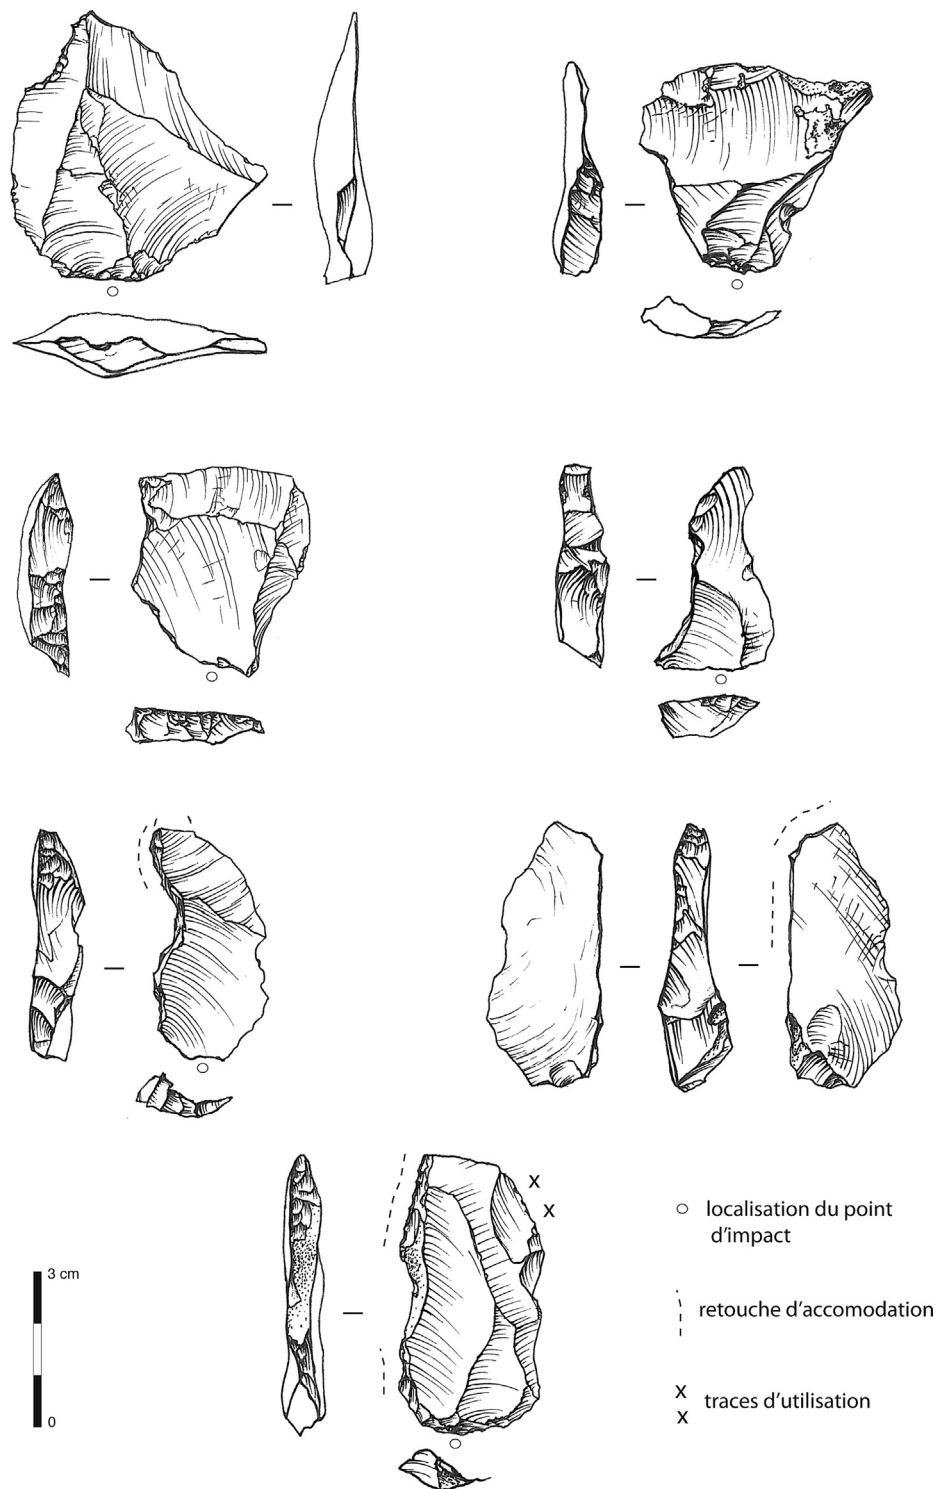 localisation du point
d'impact
3 cm
retouche d'accomodation
x
x
x traces d'utilisation
x
0